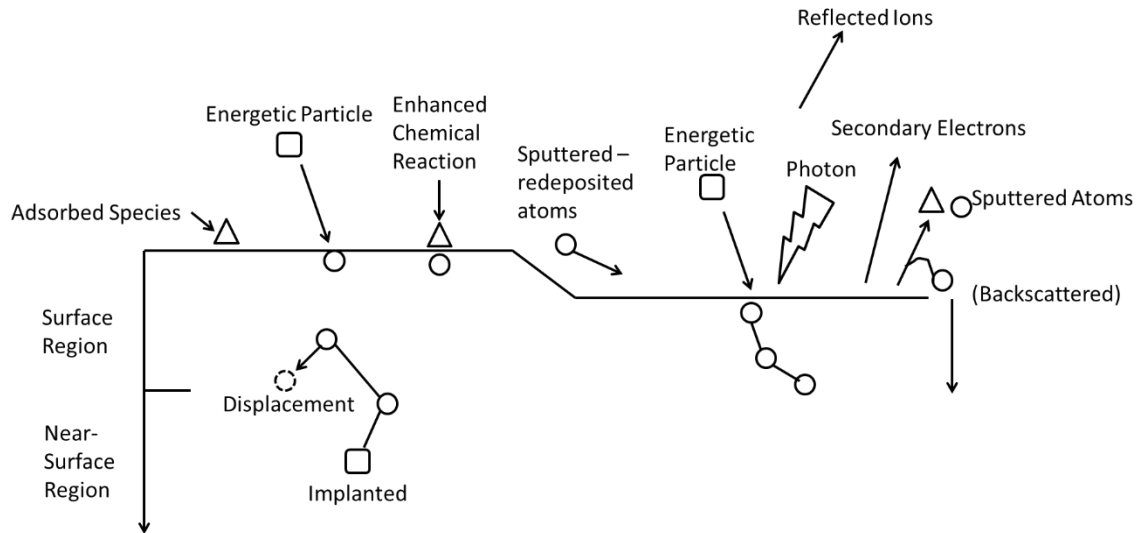 Reflected Ions
Energetic Particle
Enhanced
Chemical
Reaction
Sputtered –
redeposited
atoms
Energetic
Particle
Photon
Secondary Electrons
Sputtered Atoms
Adsorbed Species
(Backscattered)
Surface
Region
Displacement
Near-
Surface
Region
Implanted